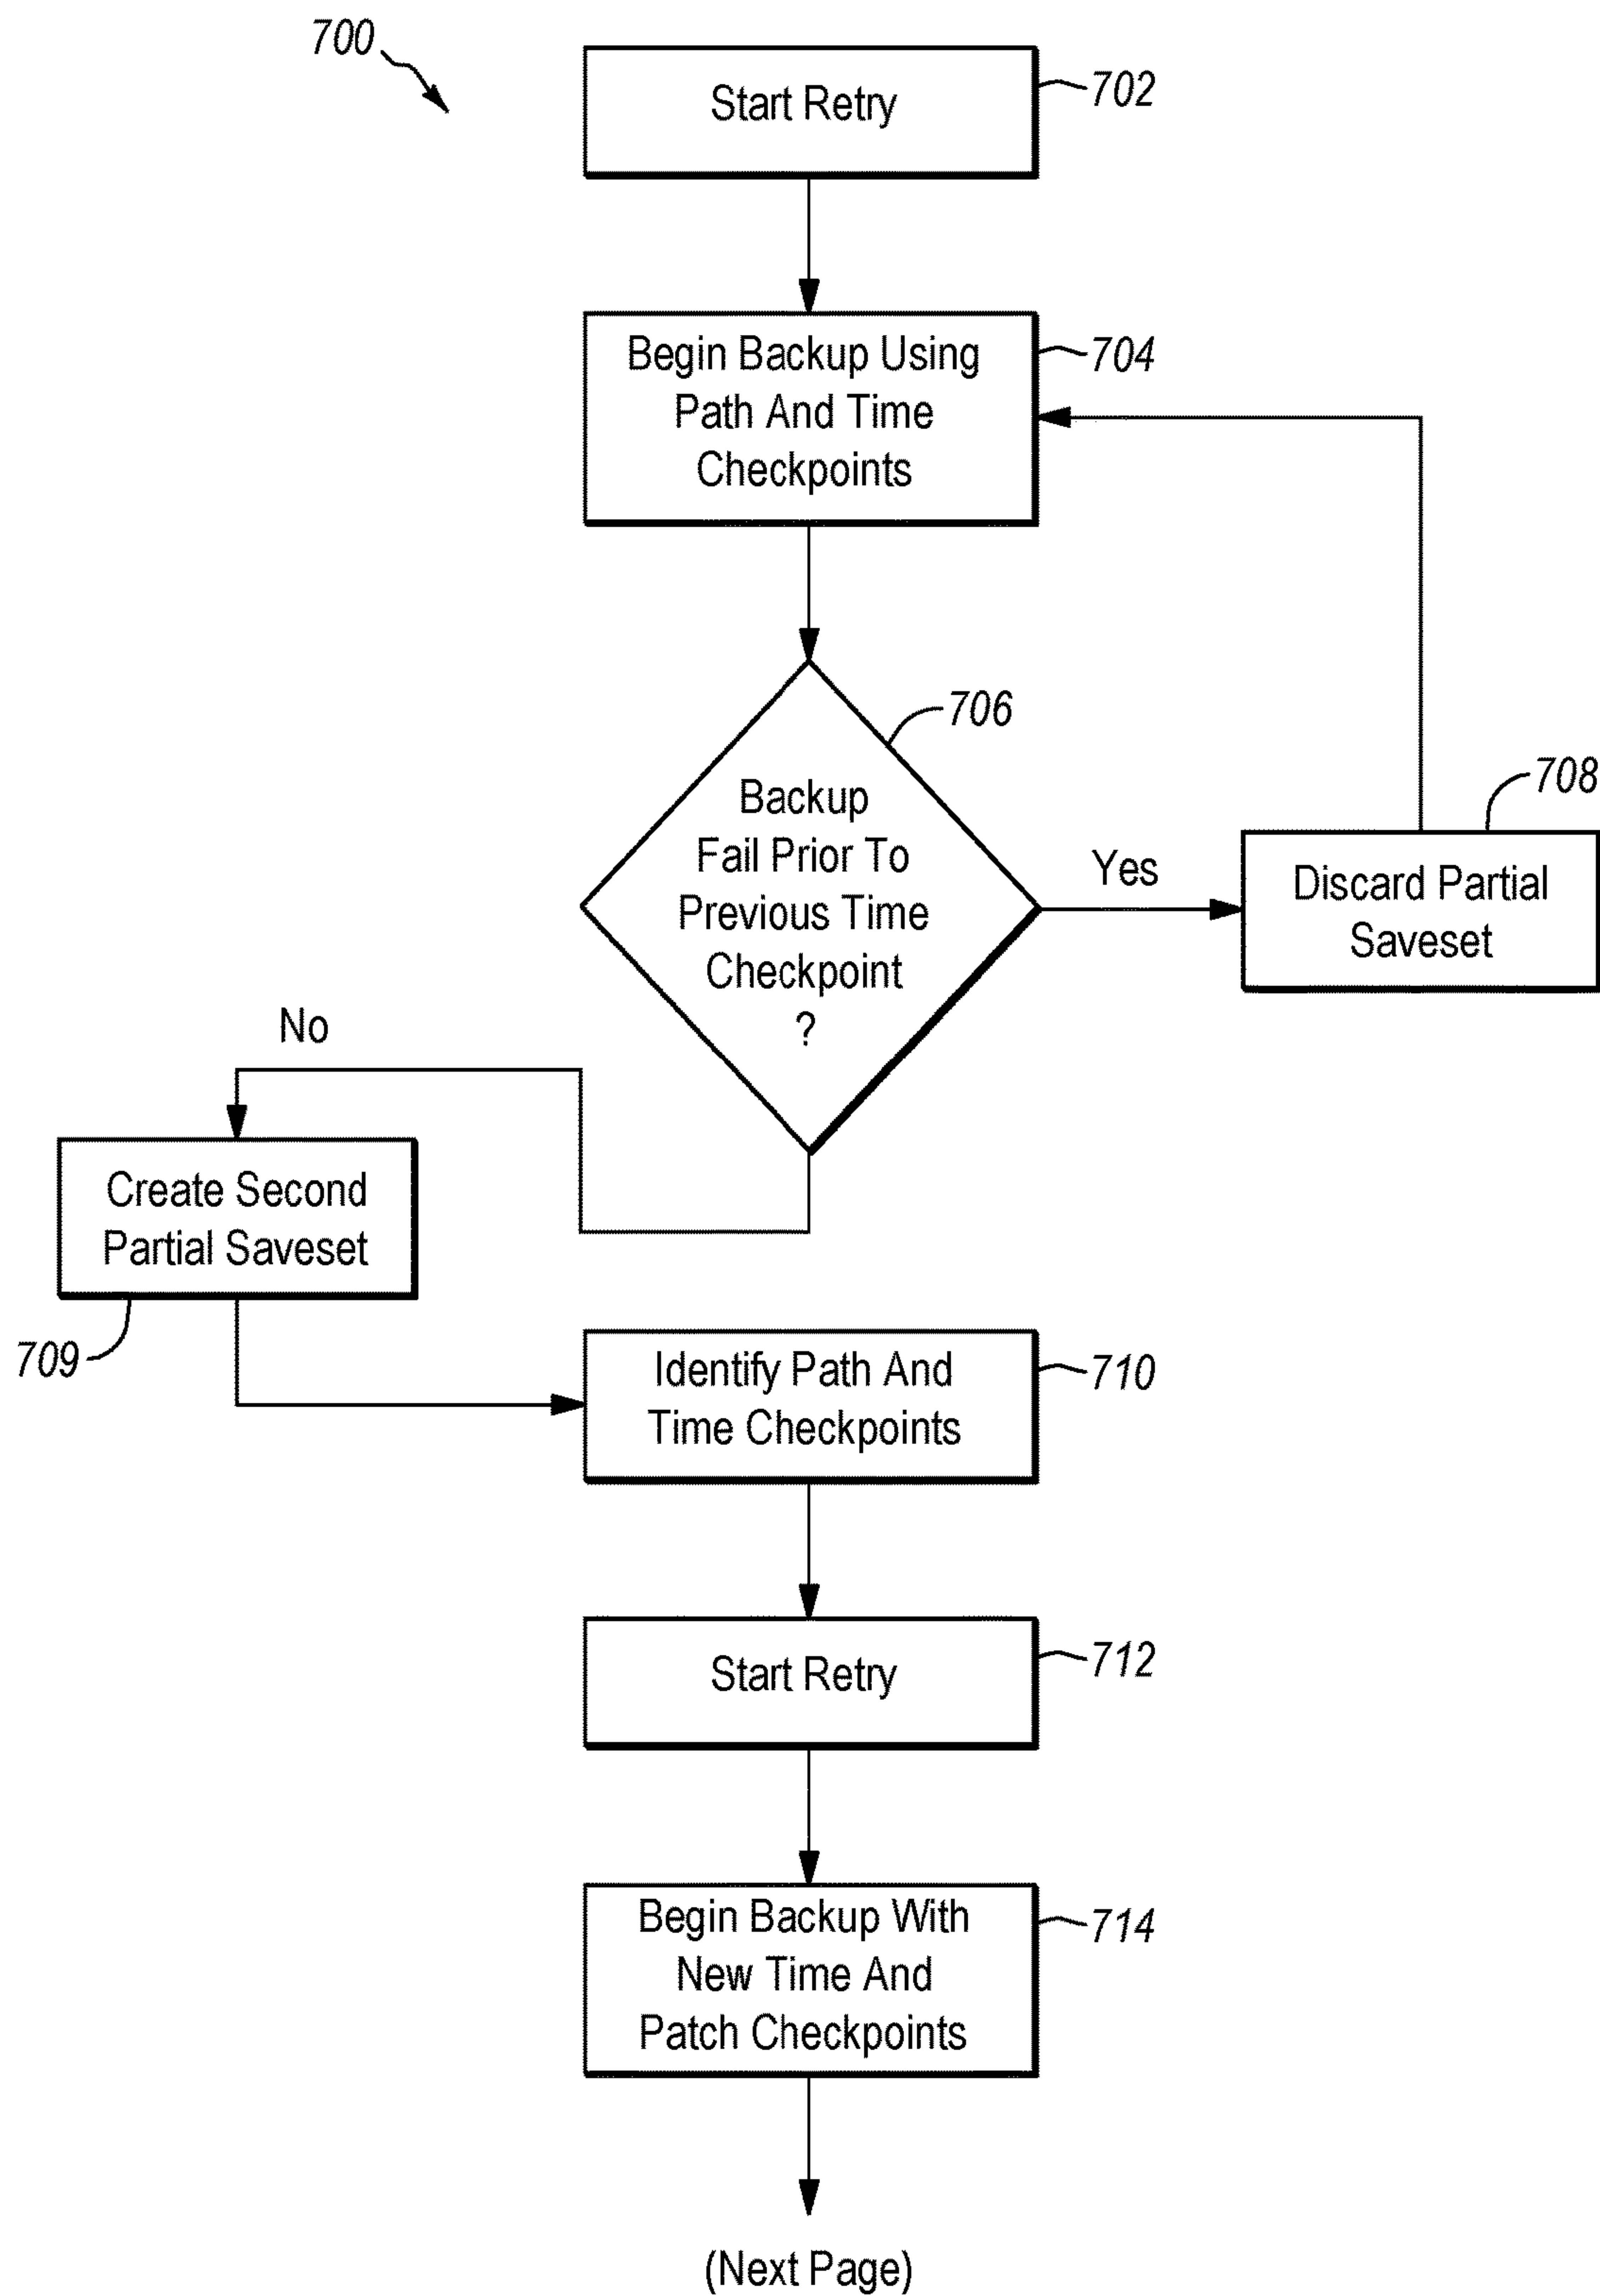 700
Start Retry
702
Begin Backup Using
Path And Time
Checkpoints
704
706
Backup
Fail Prior To
Previous Time
Checkpoint
?
Yes
708
Discard Partial
Saveset
No
Create Second
Partial Saveset
709
Identify Path And
Time Checkpoints
710
Start Retry
712
Begin Backup With
New Time And
Patch Checkpoints
714
(Next Page)